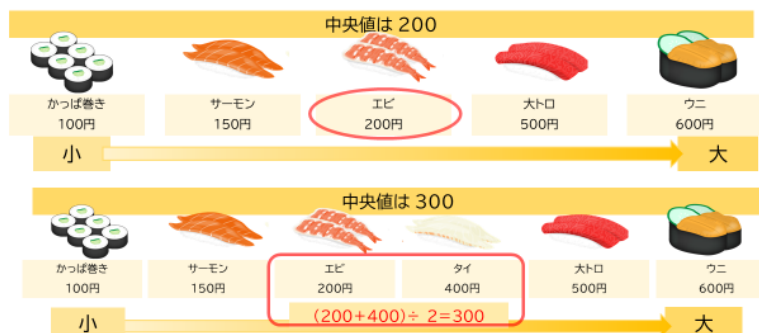 中央値は 200
かっぱ巻き サーモン エビ 大トロ ウニ
100円 150円 200円 500円 600円
小 大
中央値は 300
かっぱ巻き サーモン エビ タイ 大トロ ウニ
100円 150円 200円 400円 500円 600円
小 (200+400)÷ 2=300 大